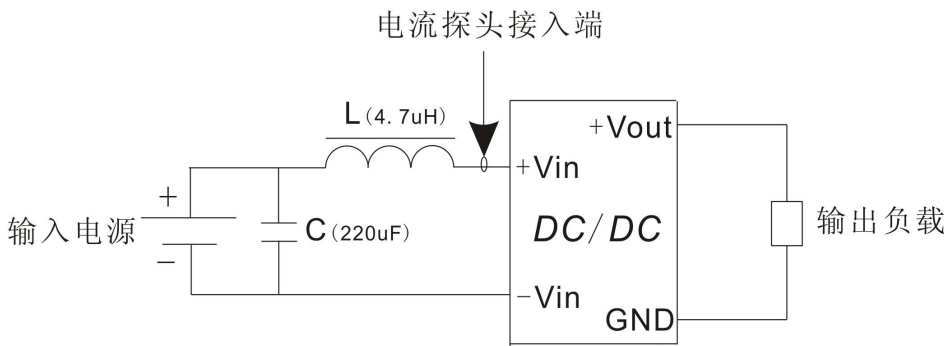 电流探头接入端
L(4.7uH)
+Vout
+Vin
+
输入电源
C(220uF)
DC/DC
输出负载
−
−Vin
GND